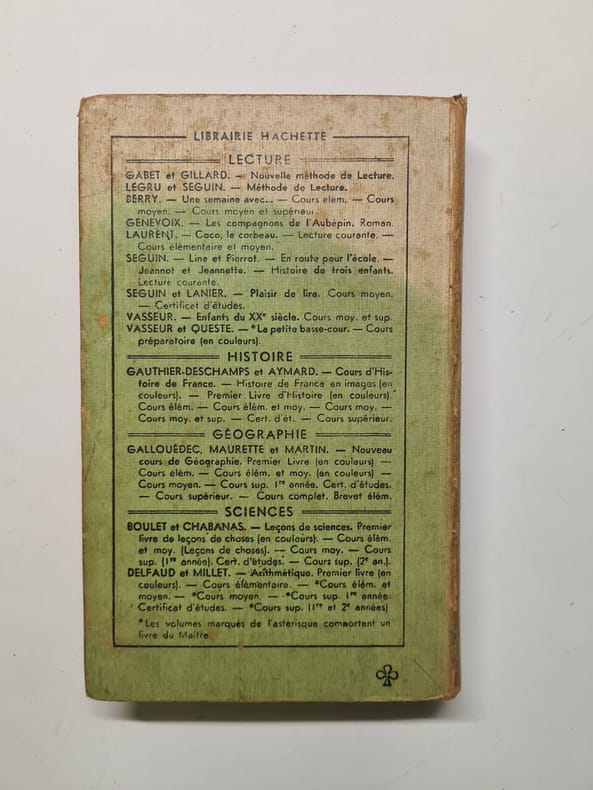 LIBRAIRIE HACHETTE
LECTURE
GABET et GILLARD. — Nouvelle méthode de Lecture.
LEGRU et SEGUIN. — Méthode de Lecture.
BERRY. — Une semaine avec... — Cours élém. — Cours
moyen. — Cours moyen et supérieur.
GENEVOIX. — Les compagnons de l'Aubépin. Roman.
LAURENT. — Coco, le corbeau. — Lecture courante. —
Cours élémentaire et moyen.
SEGUIN. — Line et Pierrot. — En route pour l'école. —
Jeannot et Jeannette. — Histoire de trois enfants.
Lecture courante.
SEGUIN et LANIER. — Plaisir de lire. Cours moyen.
— Certificat d'études.
VASSEUR. — Enfants du XXe siècle. Cours moy. et sup.
VASSEUR et QUESTE. — *La petite basse-cour. — Cours
préparatoire (en couleurs).
HISTOIRE
GAUTHIER-DESCHAMPS et AYMARD. — Cours d'His-
toire de France. — Histoire de France en images (en
couleurs). — Premier Livre d'Histoire (en couleurs).
Cours élém. — Cours élém. et moy. — Cours moy. —
Cours moy. et sup. — Cert. d'ét. — Cours supérieur.
GÉOGRAPHIE
GALLOUÉDEC, MAURETTE et MARTIN. — Nouveau
cours de Géographie. Premier Livre (en couleurs) —
Cours élém. — Cours élém. et moy. (en couleurs) —
Cours moyen. — Cours sup. 1re année. Cert. d'études.
— Cours supérieur. — Cours complet. Brevet élém.
SCIENCES
BOULET et CHABANAS. — Leçons de sciences. Premier
livre de leçons de choses (en couleurs). — Cours élém.
et moy. (Leçons de choses). — Cours moy. — Cours
sup. (1re année). Cert. d'études. — Cours sup. (2e an.).
DELFAUD et MILLET. — Arithmétique. Premier livre (en
couleurs). — Cours élémentaire. — *Cours élém. et
moyen. — *Cours moyen. — *Cours sup. 1re année.
Certificat d'études. — *Cours sup. (1re et 2e années)
*Les volumes marqués de l'astérisque comportent un
livre du Maître